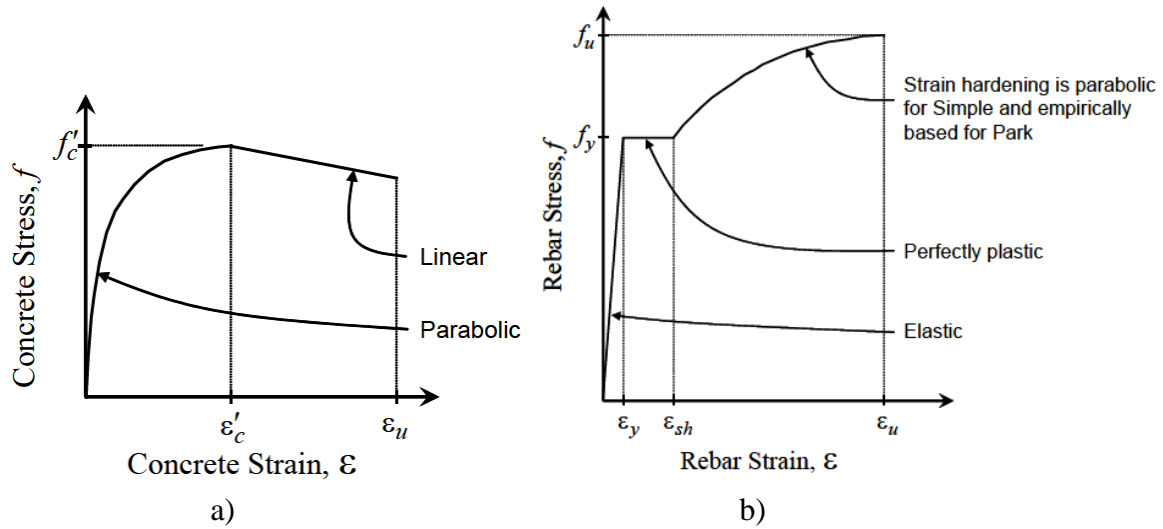 Concrete Stress, f
f′c
Linear
Parabolic
ε′c
εu
Concrete Strain, ε
a)
Rebar Stress, f
fu
fy
Strain hardening is parabolic
for Simple and empirically
based for Park
Perfectly plastic
Elastic
εy
εsh
εu
Rebar Strain, ε
b)